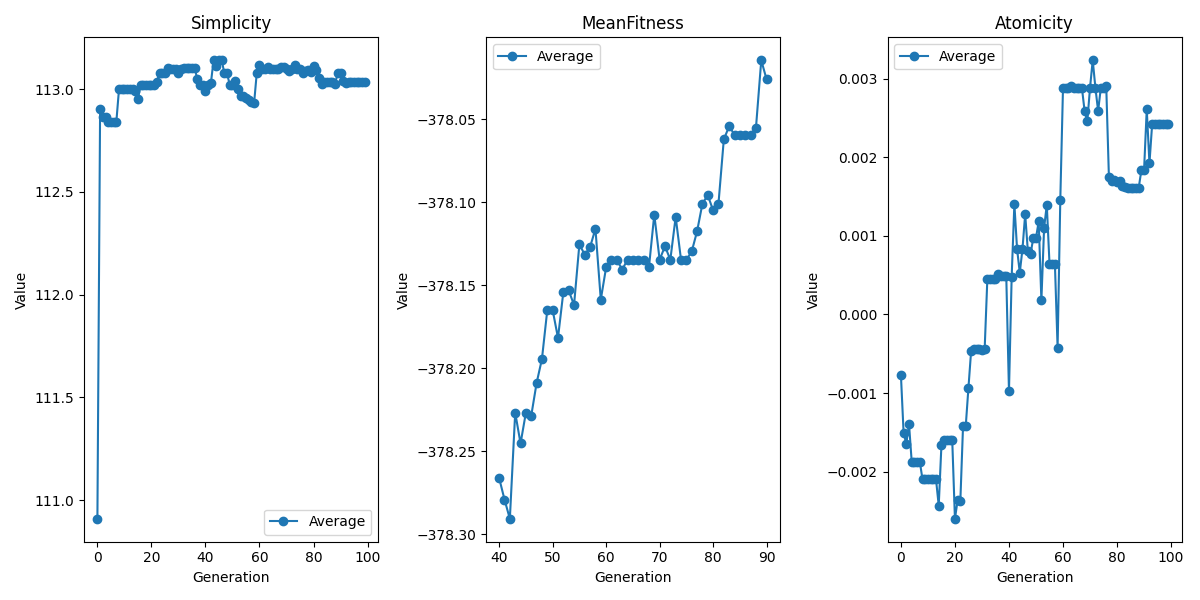 Simplicity
113.0
112.5
112.0
111.5
111.0
Value
0 20 40 60 80 100
Generation
Average
MeanFitness
Average
−378.05
−378.10
−378.15
−378.20
−378.25
−378.30
Value
40 50 60 70 80 90
Generation
Atomicity
Average
0.003
0.002
0.001
0.000
−0.001
−0.002
Value
0 20 40 60 80 100
Generation